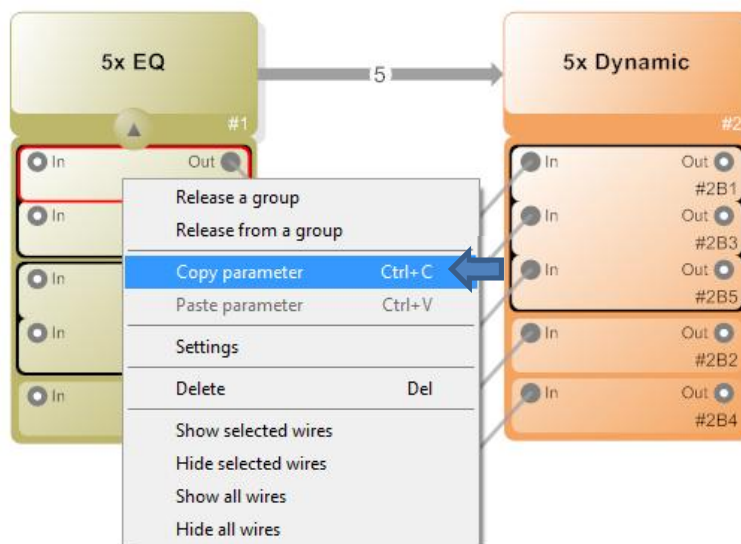 5x EQ
#1
5
5x Dynamic
#2
In Out
In
In
In
In
Release a group
Release from a group
Copy parameter Ctrl+C
Paste parameter Ctrl+V
Settings
Delete Del
Show selected wires
Hide selected wires
Show all wires
Hide all wires
In Out
#2B1
In Out
#2B3
In Out
#2B5
In Out
#2B2
In Out
#2B4